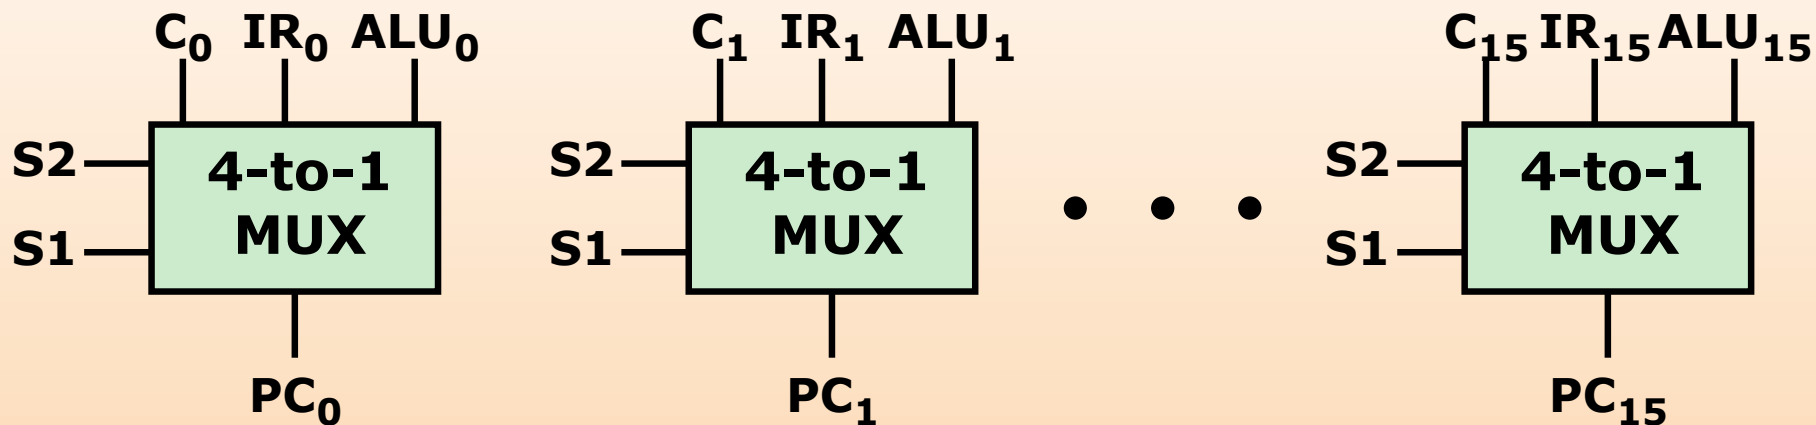 C₀ IR₀ ALU₀ C₁ IR₁ ALU₁ C₁₅ IR₁₅ ALU₁₅
S2 4-to-1 S2 4-to-1 S2 4-to-1
S1 MUX S1 MUX • • • S1 MUX
PC₀ PC₁ PC₁₅